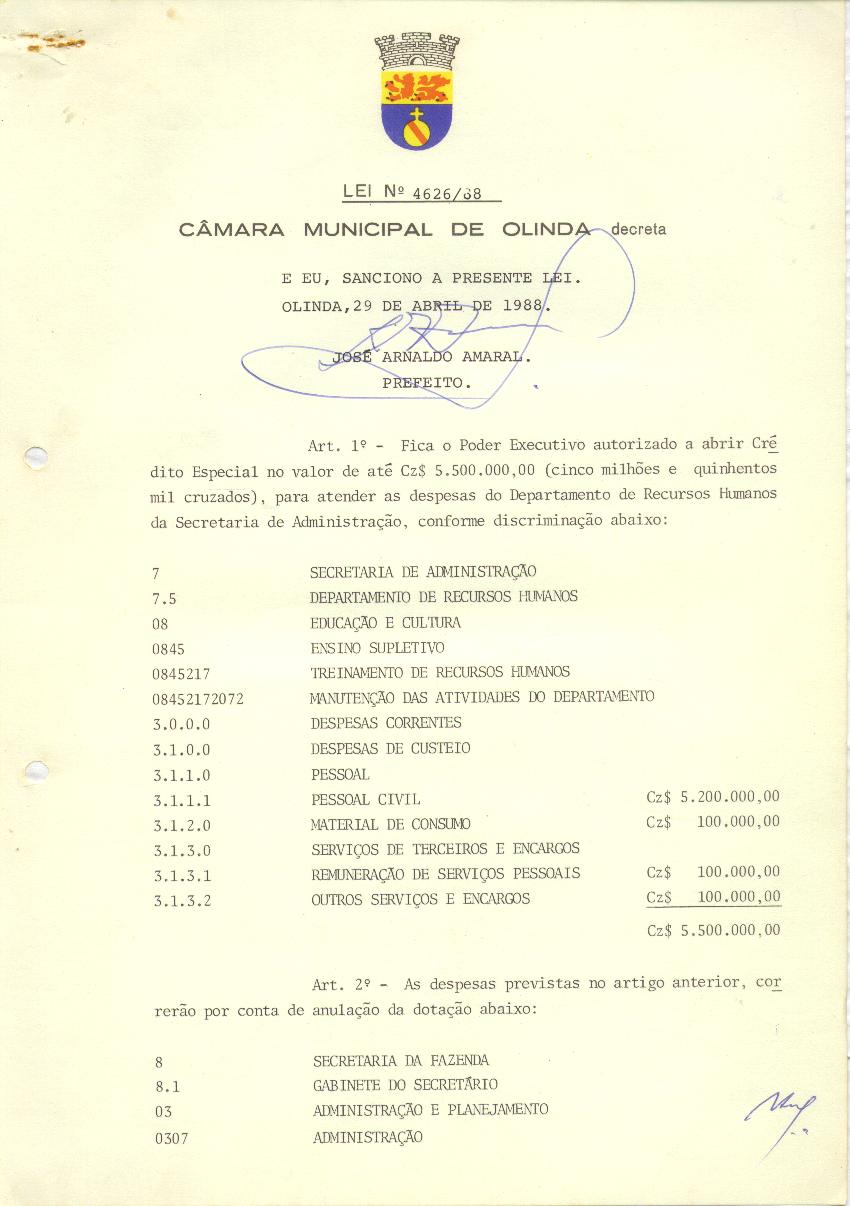 LEI Nº 4626/88
CÂMARA MUNICIPAL DE OLINDA decreta
E EU, SANCIONO A PRESENTE LEI.
OLINDA,29 DE ABRIL DE 1988.
JOSÉ ARNALDO AMARAL.
PREFEITO.
Art. 1º - Fica o Poder Executivo autorizado a abrir Cré
dito Especial no valor de até Cz$ 5.500.000,00 (cinco milhões e quinhentos
mil cruzados), para atender as despesas do Departamento de Recursos Humanos
da Secretaria de Administração, conforme discriminação abaixo:
7 SECRETARIA DE ADMINISTRAÇÃO
7.5 DEPARTAMENTO DE RECURSOS HUMANOS
08 EDUCAÇÃO E CULTURA
0845 ENSINO SUPLETIVO
0845217 TREINAMENTO DE RECURSOS HUMANOS
08452172072 MANUTENÇÃO DAS ATIVIDADES DO DEPARTAMENTO
3.0.0.0 DESPESAS CORRENTES
3.1.0.0 DESPESAS DE CUSTEIO
3.1.1.0 PESSOAL
3.1.1.1 PESSOAL CIVIL Cz$ 5.200.000,00
3.1.2.0 MATERIAL DE CONSUMO Cz$ 100.000,00
3.1.3.0 SERVIÇOS DE TERCEIROS E ENCARGOS
3.1.3.1 REMUNERAÇÃO DE SERVIÇOS PESSOAIS Cz$ 100.000,00
3.1.3.2 OUTROS SERVIÇOS E ENCARGOS Cz$ 100.000,00
Cz$ 5.500.000,00
Art. 2º - As despesas previstas no artigo anterior, cor
rerão por conta de anulação da dotação abaixo:
8 SECRETARIA DA FAZENDA
8.1 GABINETE DO SECRETÁRIO
03 ADMINISTRAÇÃO E PLANEJAMENTO
0307 ADMINISTRAÇÃO